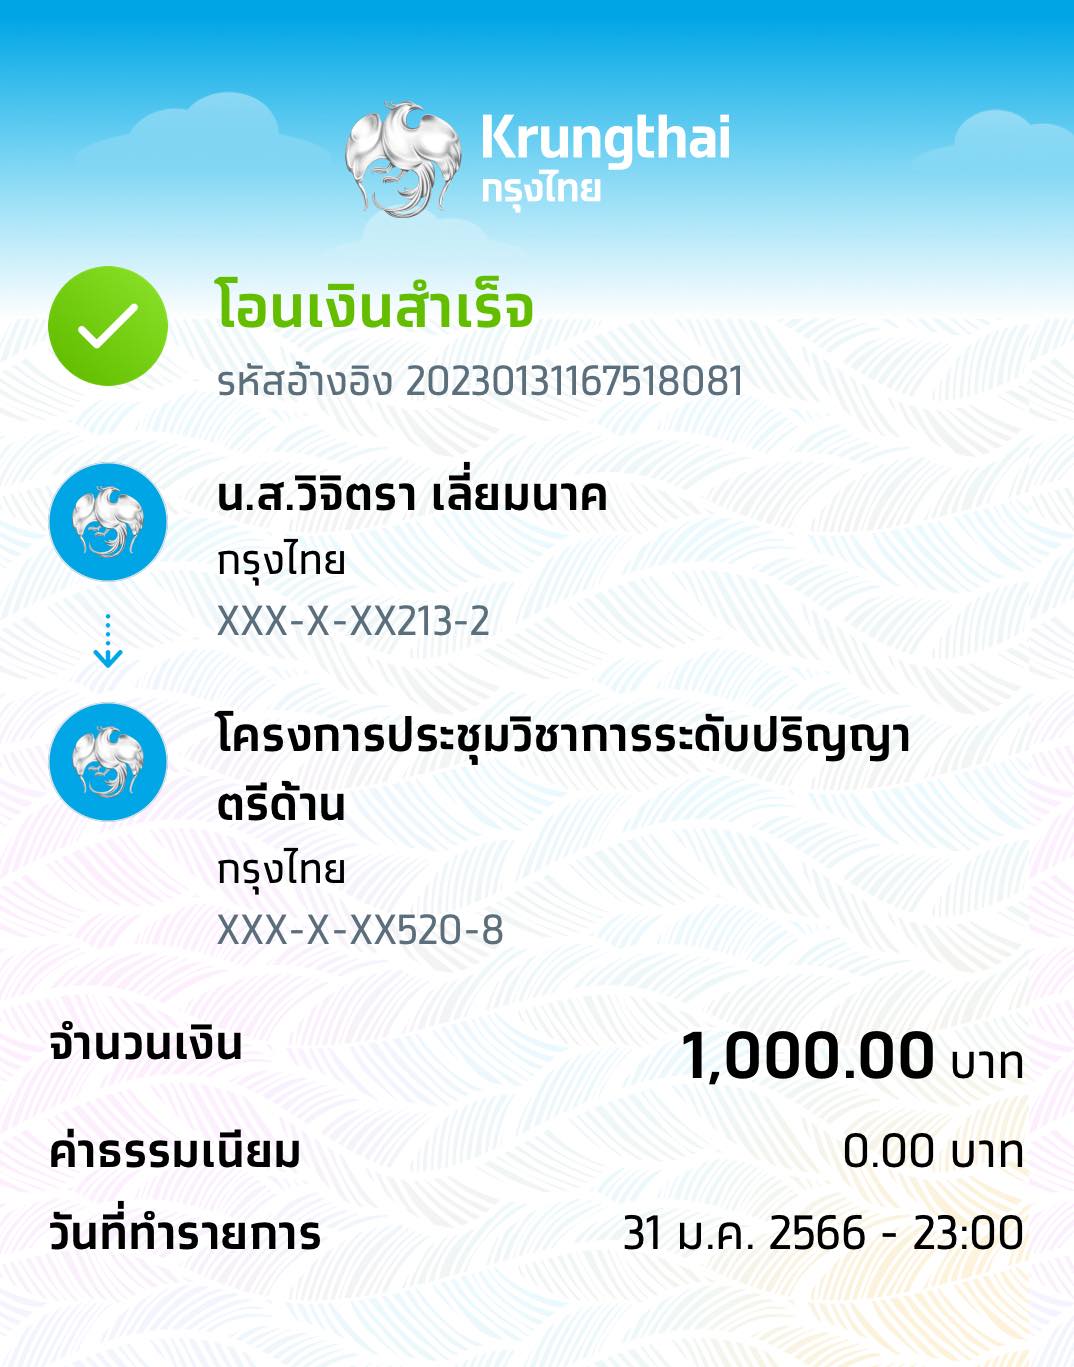 Krungthai
กรุงไทย
โอนเงินสำเร็จ
รหัสอ้างอิง 20230131167518081
น.ส.วิจิตรา เลี่ยมนาค
กรุงไทย
XXX-X-XX213-2
โครงการประชุมวิชาการระดับปริญญา
ตรีด้าน
กรุงไทย
XXX-X-XX520-8
จำนวนเงิน 1,000.00 บาท
ค่าธรรมเนียม 0.00 บาท
วันที่ทำรายการ 31 ม.ค. 2566 - 23:00